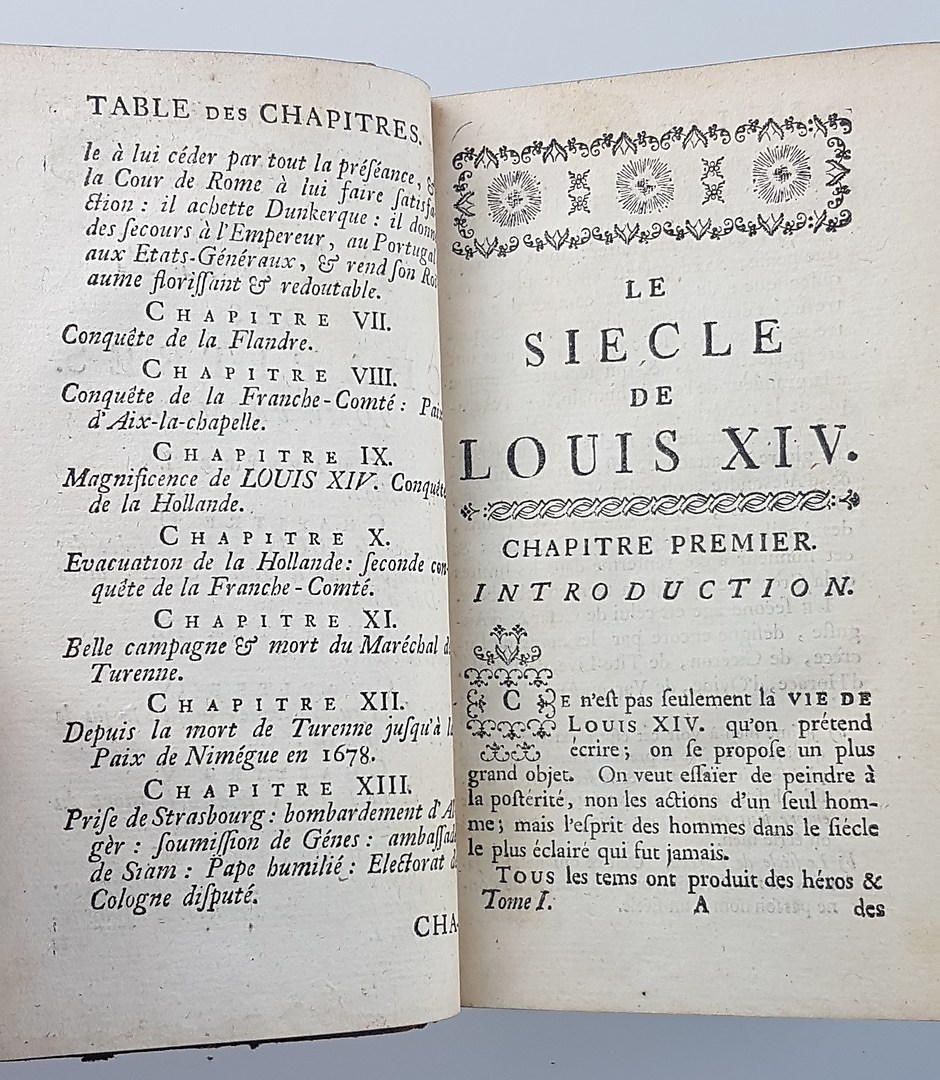 TABLE DES CHAPITRES.
le à lui céder par tout la préſéance, &
la Cour de Rome à lui faire ſatisfa
ction: il achette Dunkerque: il donn
des ſecours à l'Empereur, au Portugal
aux Etats-Généraux, & rend ſon Roi
aume floriſſant & redoutable.
CHAPITRE VII.
Conquête de la Flandre.
CHAPITRE VIII.
Conquête de la Franche-Comté: Paix
d'Aix-la-chapelle.
CHAPITRE IX.
Magnificence de LOUIS XIV. Conquête
de la Hollande.
CHAPITRE X.
Evacuation de la Hollande: ſeconde con-
quête de la Franche-Comté.
CHAPITRE XI.
Belle campagne & mort du Maréchal d
Turenne.
CHAPITRE XII.
Depuis la mort de Turenne juſqu'à l
Paix de Nimégue en 1678.
CHAPITRE XIII.
Priſe de Strasbourg: bombardement d'Al
gèr: ſoumiſſion de Génes: ambaſſad
de Siam: Pape humilié: Electorat d
Cologne diſputé.
CHA
LE
SIECLE
DE
LOUIS XIV.
CHAPITRE PREMIER.
INTRODUCTION.
CE n'eſt pas ſeulement la VIE DE
LOUIS XIV. qu'on prétend
écrire; on ſe propoſe un plus
grand objet. On veut eſſaïer de peindre à
la poſtérité, non les actions d'un ſeul hom-
me; mais l'eſprit des hommes dans le ſiécle
le plus éclairé qui fut jamais.
TOUS les tems ont produit des héros &
Tome I. A des